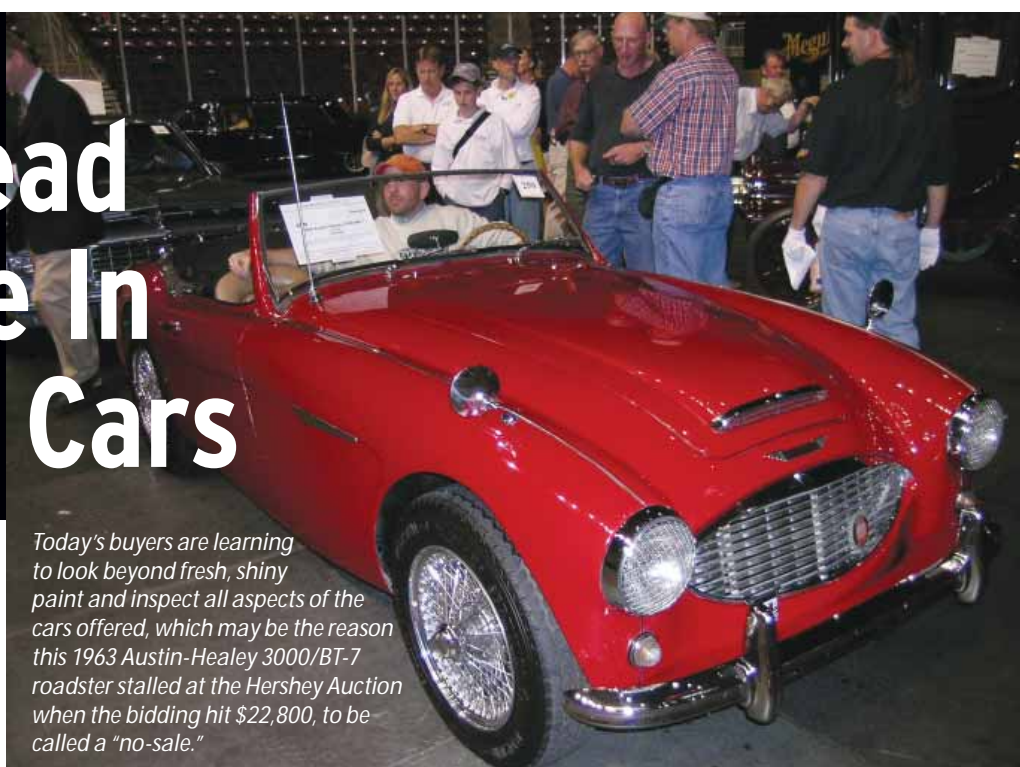 ead
e In
Cars
Today's buyers are learning
to look beyond fresh, shiny
paint and inspect all aspects of the
cars offered, which may be the reason
this 1963 Austin-Healey 3000/BT-7
roadster stalled at the Hershey Auction
when the bidding hit $22,800, to be
called a “no-sale.”